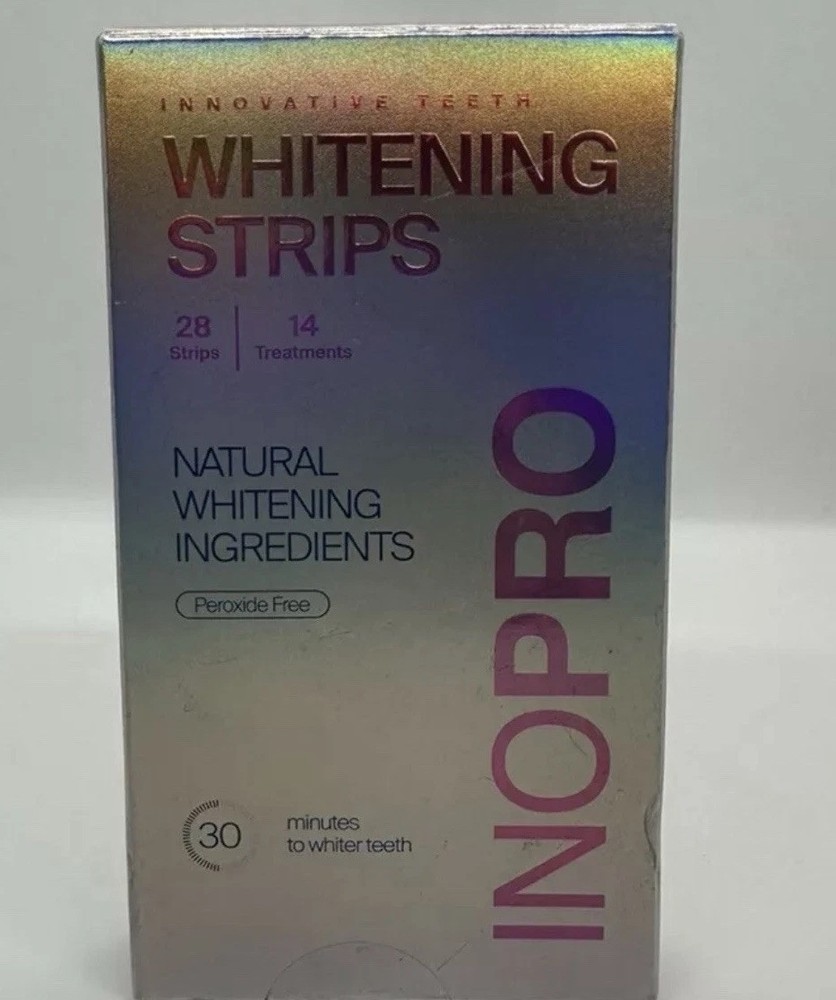 INNOVATIVE TEETH
WHITENING
STRIPS
28 Strips
14 Treatments
NATURAL
WHITENING
INGREDIENTS
Peroxide Free
30
minutes
to whiter teeth
INOPRO